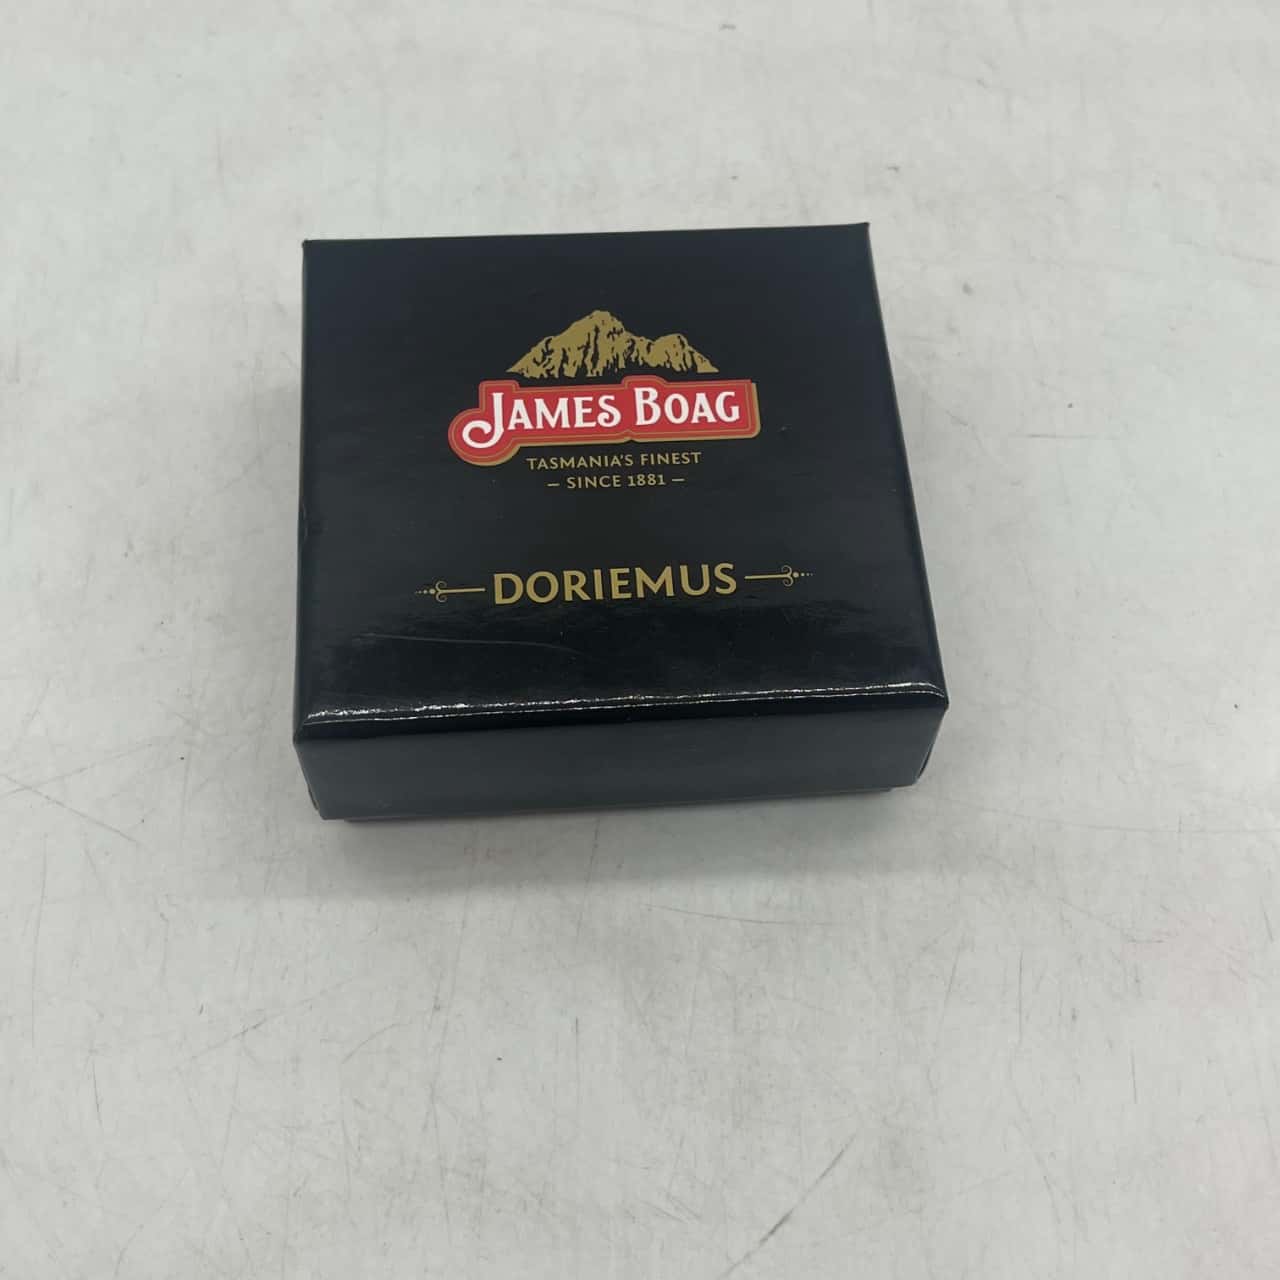 JAMES BOAG
TASMANIA'S FINEST
– SINCE 1881 –
DORIEMUS